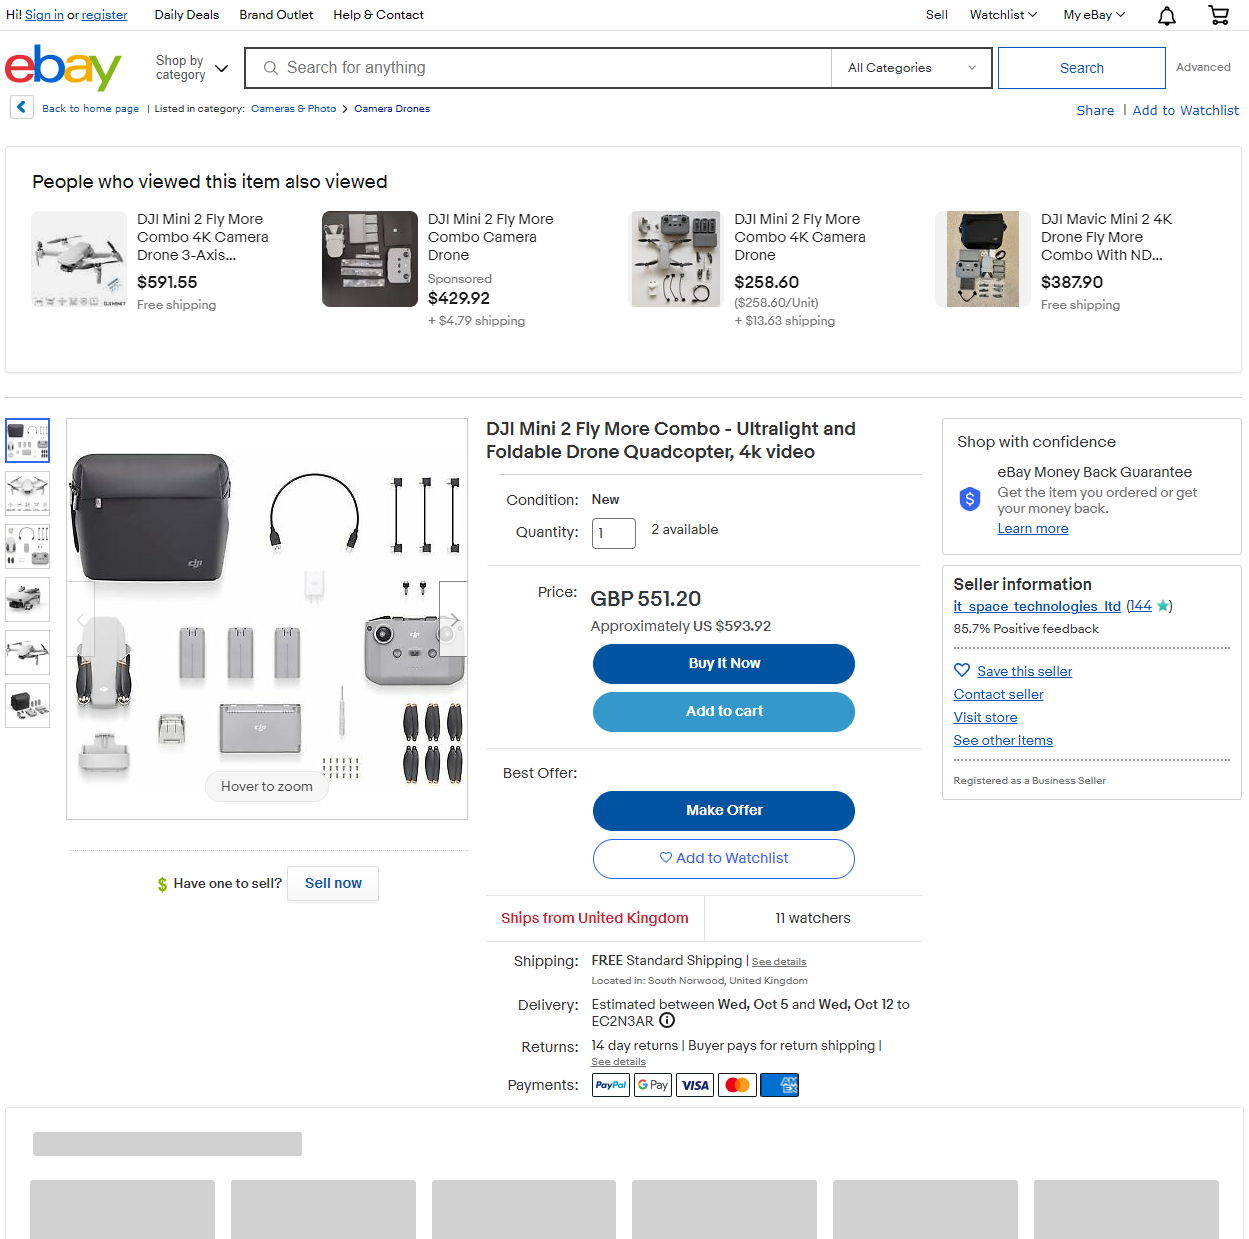 Hi! Sign in or register Daily Deals Brand Outlet Help & Contact Sell Watchlist My eBay
ebay Shop by category Search for anything All Categories Search Advanced
Back to home page | Listed in category: Cameras & Photo Camera Drones Share | Add to Watchlist
People who viewed this item also viewed
DJI Mini 2 Fly More
Combo 4K Camera
Drone 3-Axis...
$591.55
Free shipping
DJI Mini 2 Fly More
Combo Camera
Drone
Sponsored
$429.92
+ $4.79 shipping
DJI Mini 2 Fly More
Combo 4K Camera
Drone
$258.60
($258.60/Unit)
+ $13.63 shipping
DJI Mavic Mini 2 4K
Drone Fly More
Combo With ND...
$387.90
Free shipping
Hover to zoom
$ Have one to sell? Sell now
DJI Mini 2 Fly More Combo - Ultralight and
Foldable Drone Quadcopter, 4k video
Condition: New
Quantity: 1 2 available
Price: GBP 551.20
Approximately US $593.92
Buy It Now
Add to cart
Best Offer:
Make Offer
Add to Watchlist
Ships from United Kingdom 11 watchers
Shipping: FREE Standard Shipping | See details
Located in: South Norwood, United Kingdom
Delivery: Estimated between Wed, Oct 5 and Wed, Oct 12 to
EC2N3AR
Returns: 14 day returns | Buyer pays for return shipping |
See details
Payments: PayPal G Pay VISA AMEX
Shop with confidence
eBay Money Back Guarantee
Get the item you ordered or get
your money back.
Learn more
Seller information
it_space_technologies_ltd (144)
85.7% Positive feedback
Save this seller
Contact seller
Visit store
See other items
Registered as a Business Seller